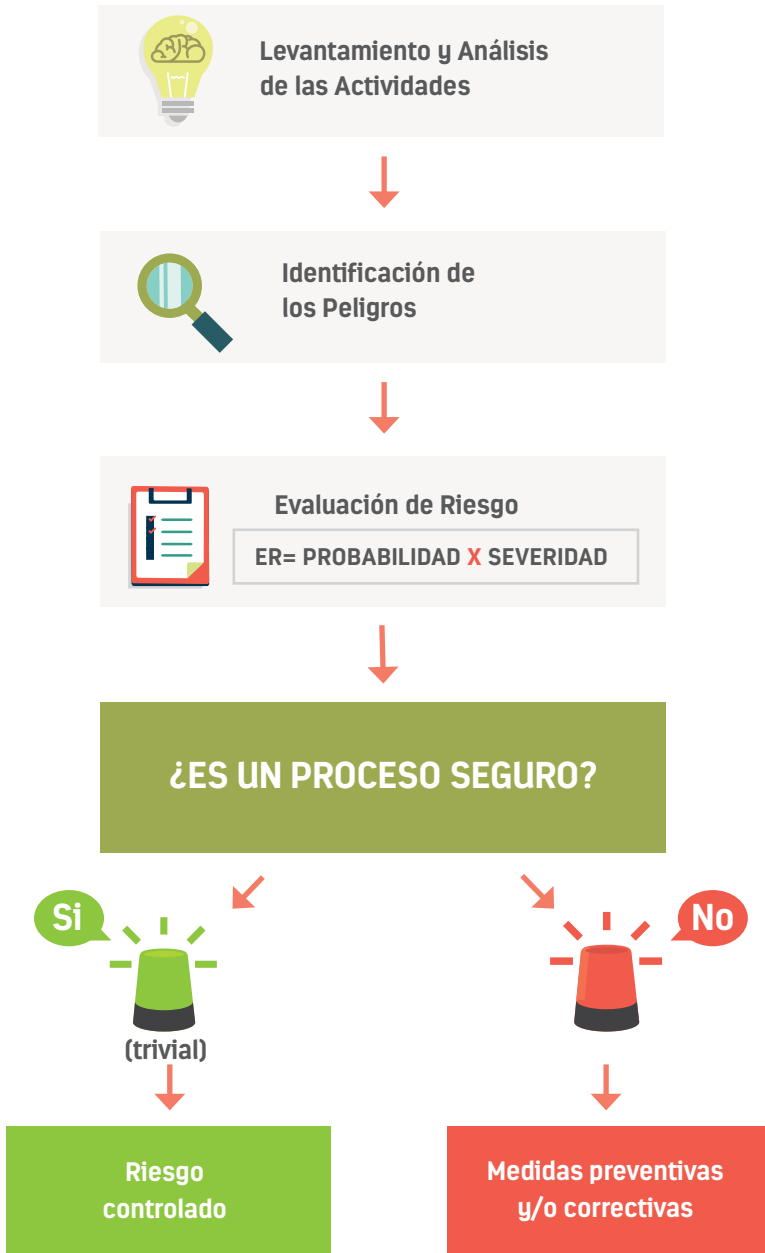 Levantamiento y Análisis
de las Actividades
Identificación de
los Peligros
Evaluación de Riesgo
ER= PROBABILIDAD X SEVERIDAD
¿ES UN PROCESO SEGURO?
Si
No
(trivial)
Riesgo
controlado
Medidas preventivas
y/o correctivas